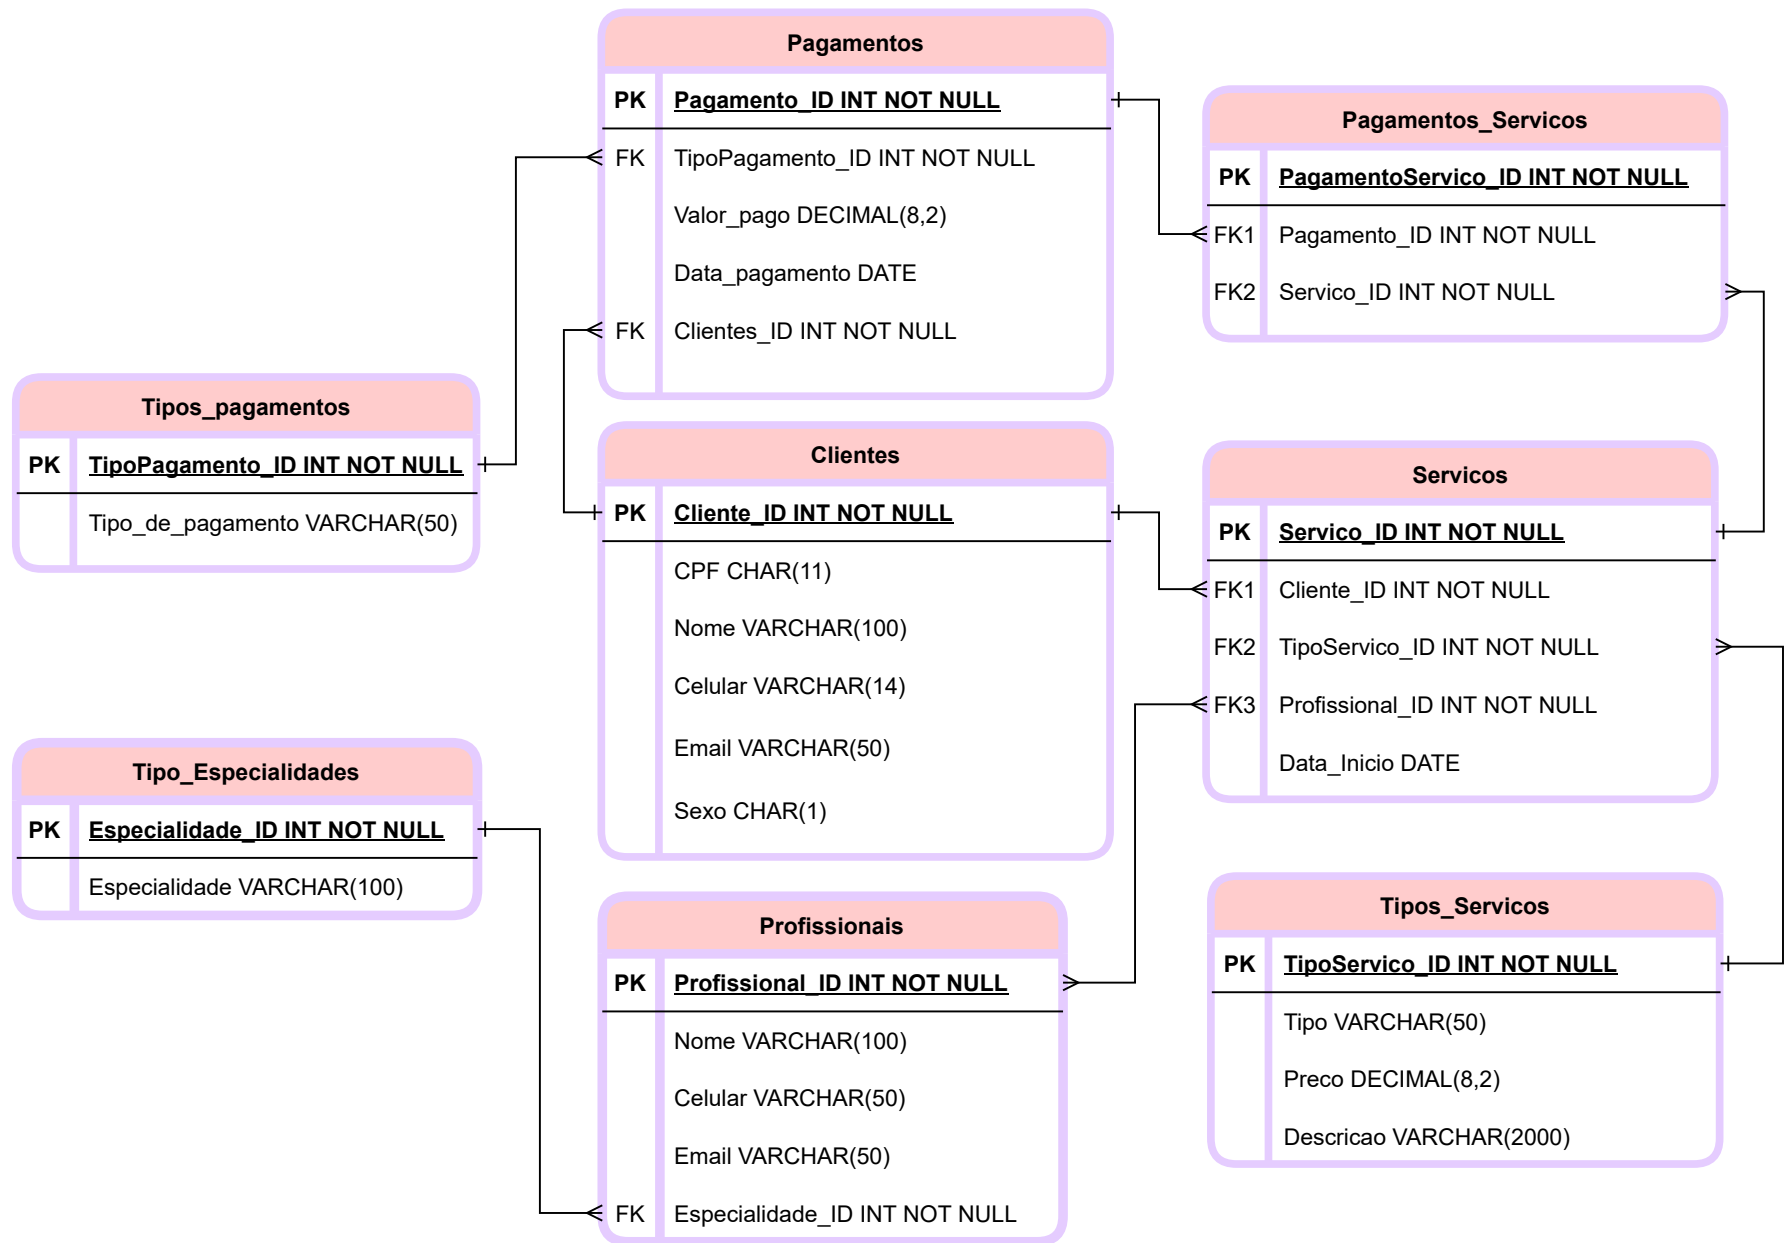 Pagamentos
PK Pagamento_ID INT NOT NULL
FK TipoPagamento_ID INT NOT NULL
Valor_pago DECIMAL(8,2)
Data_pagamento DATE
FK Clientes_ID INT NOT NULL
Pagamentos_Servicos
PK PagamentoServico_ID INT NOT NULL
FK1 Pagamento_ID INT NOT NULL
FK2 Servico_ID INT NOT NULL
Tipos_pagamentos
PK TipoPagamento_ID INT NOT NULL
Tipo_de_pagamento VARCHAR(50)
Clientes
PK Cliente_ID INT NOT NULL
CPF CHAR(11)
Nome VARCHAR(100)
Celular VARCHAR(14)
Email VARCHAR(50)
Sexo CHAR(1)
Servicos
PK Servico_ID INT NOT NULL
FK1 Cliente_ID INT NOT NULL
FK2 TipoServico_ID INT NOT NULL
FK3 Profissional_ID INT NOT NULL
Data_Inicio DATE
Tipo_Especialidades
PK Especialidade_ID INT NOT NULL
Especialidade VARCHAR(100)
Profissionais
PK Profissional_ID INT NOT NULL
Nome VARCHAR(100)
Celular VARCHAR(50)
Email VARCHAR(50)
FK Especialidade_ID INT NOT NULL
Tipos_Servicos
PK TipoServico_ID INT NOT NULL
Tipo VARCHAR(50)
Preco DECIMAL(8,2)
Descricao VARCHAR(2000)